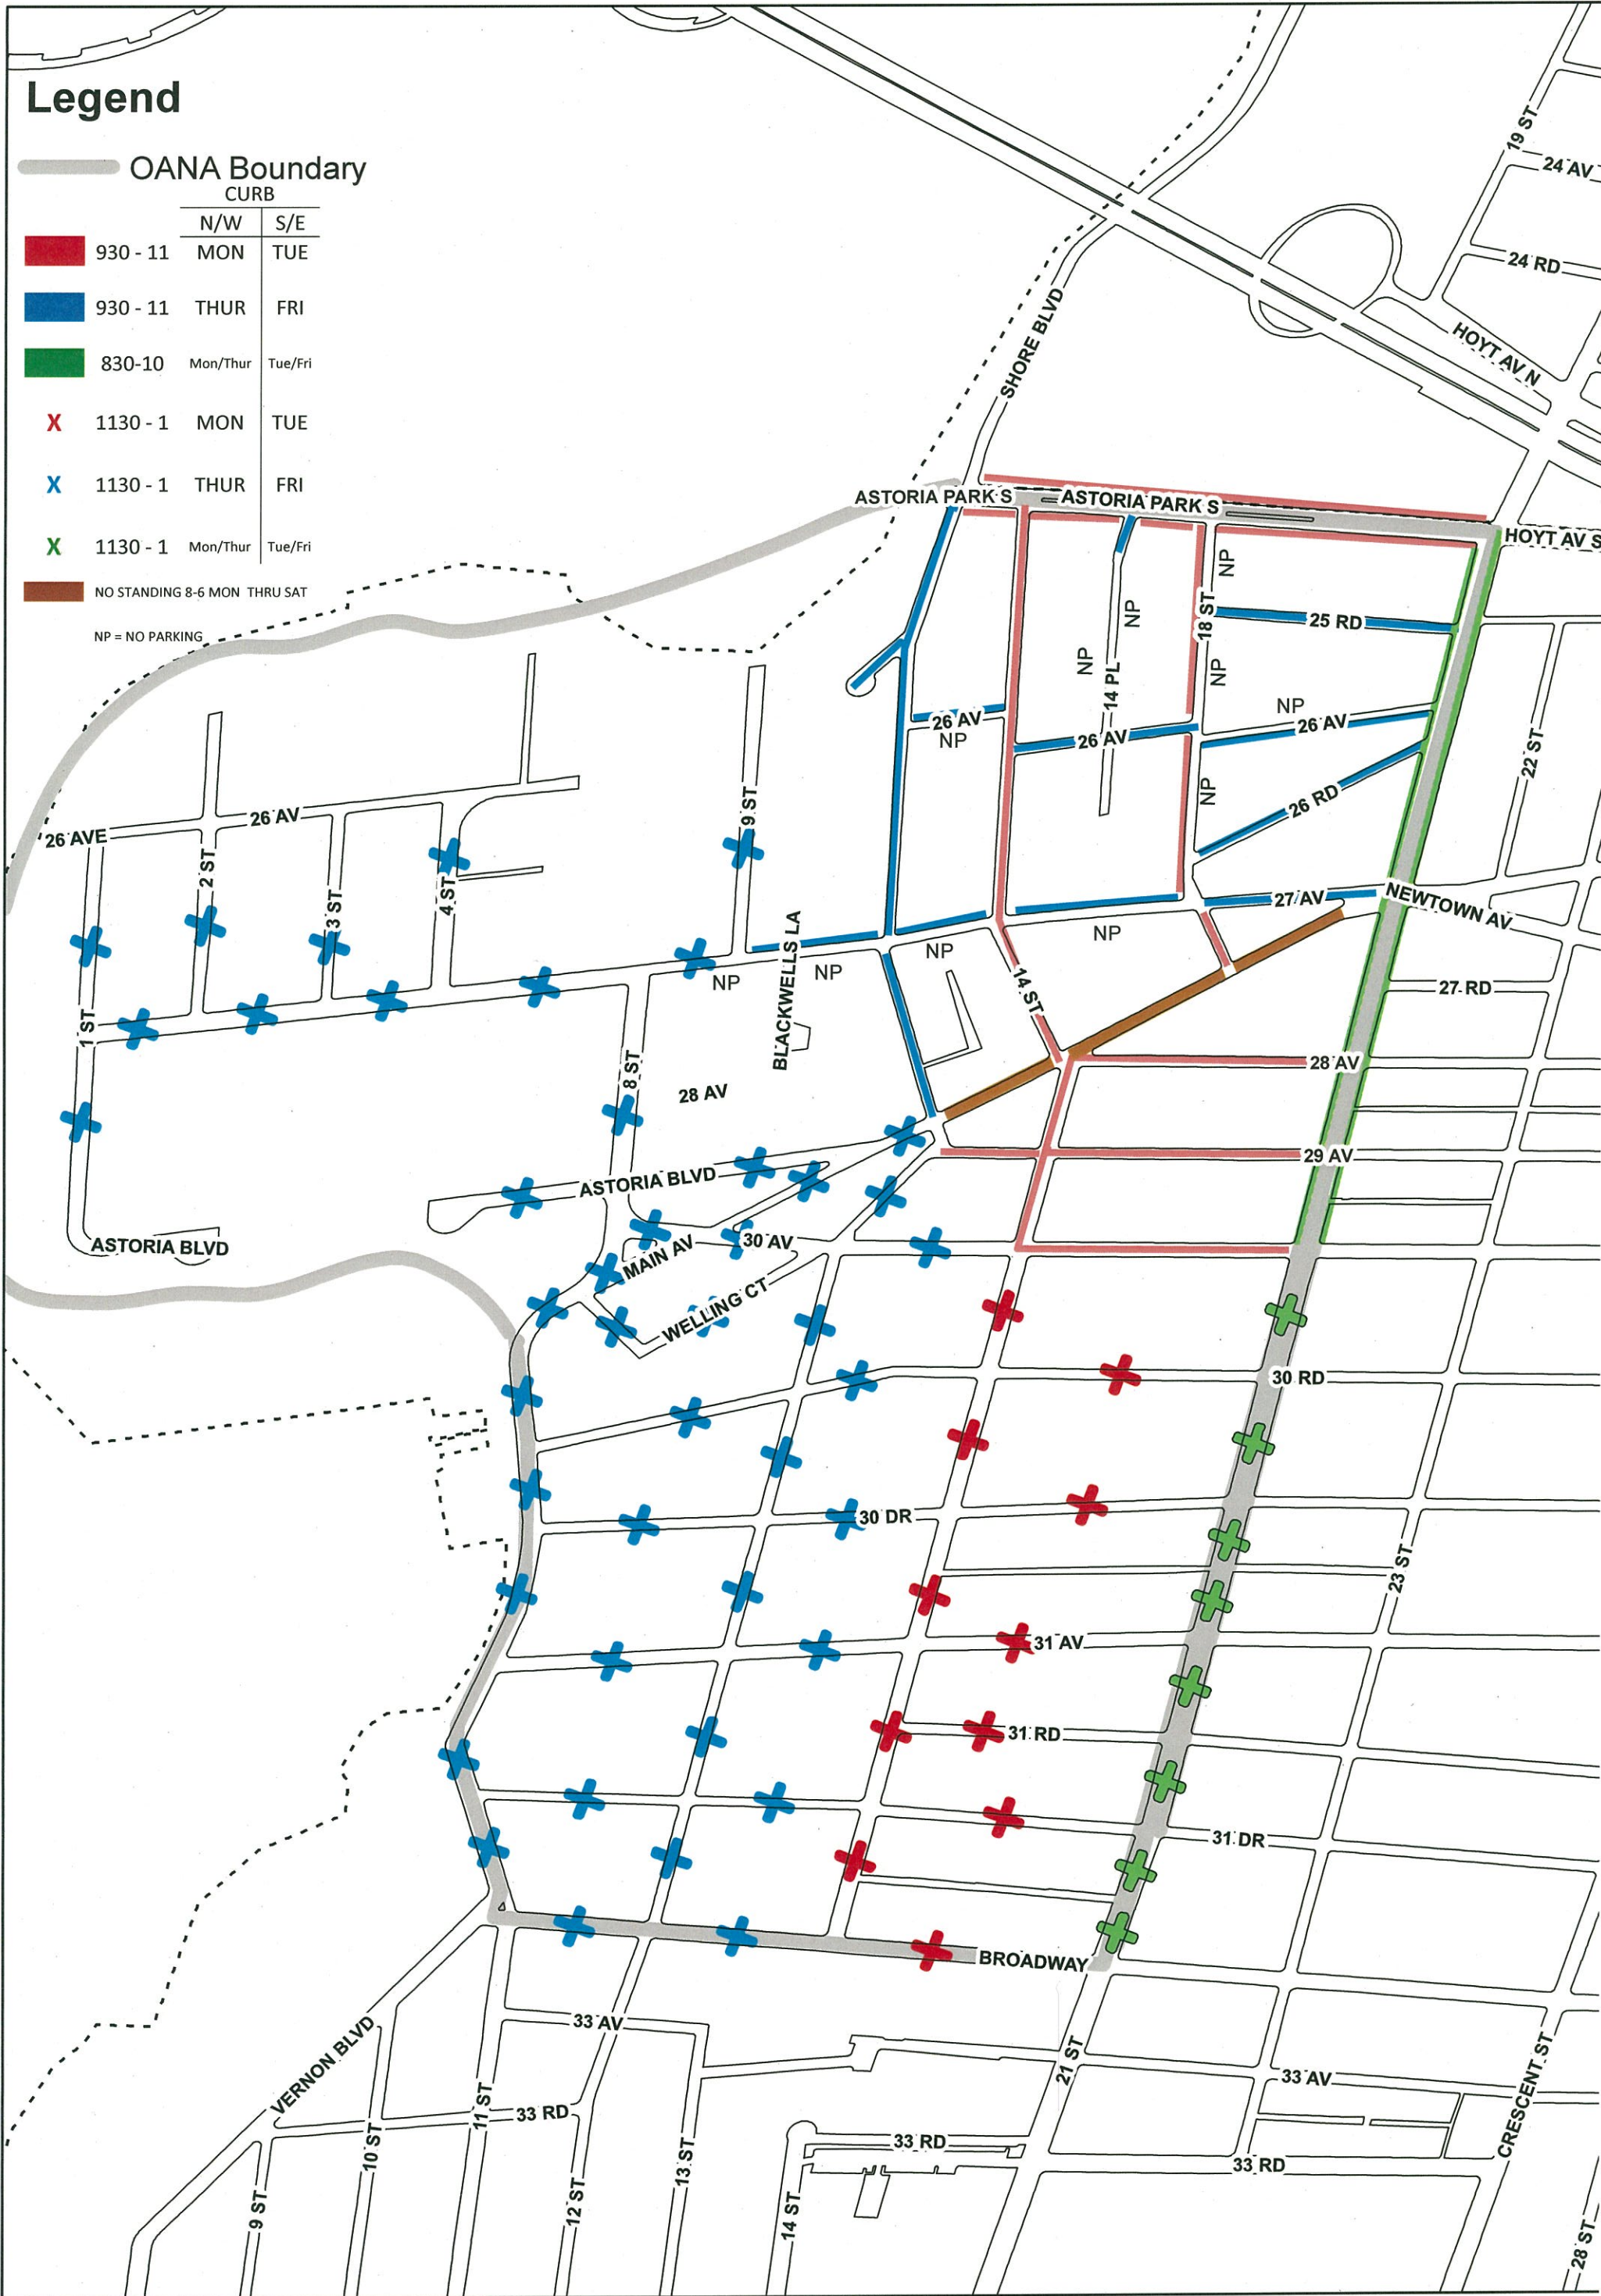 Legend
OANA Boundary
CURB
N/W S/E
930 - 11 MON TUE
930 - 11 THUR FRI
830-10 Mon/Thur Tue/Fri
X 1130 - 1 MON TUE
X 1130 - 1 THUR FRI
X 1130 - 1 Mon/Thur Tue/Fri
NO STANDING 8-6 MON THRU SAT
NP = NO PARKING
19 ST
24 AV
24 RD
HOYT AV N
SHORE BLVD
ASTORIA PARK S
ASTORIA PARK S
HOYT AV S
NP
NP
18 ST
25 RD
NP
14 PL
NP
NP
26 AV
NP
26 AV
26 AV
22 ST
NP
26 RD
9 ST
26 AV
26 AVE
2 ST
3 ST
4 ST
27 AV
NEWTOWN AV
NP
NP
NP
NP
BLACKWELLS LA
14 ST
27 RD
1 ST
8 ST
28 AV
28 AV
29 AV
ASTORIA BLVD
ASTORIA BLVD
30 AV
MAIN AV
WELLING CT
30 RD
30 DR
23 ST
31 AV
31 RD
31 DR
BROADWAY
33 AV
21 ST
VERNON BLVD
33 AV
CRESCENT ST
11 ST
33 RD
10 ST
33 RD
33 RD
13 ST
9 ST
12 ST
14 ST
28 ST